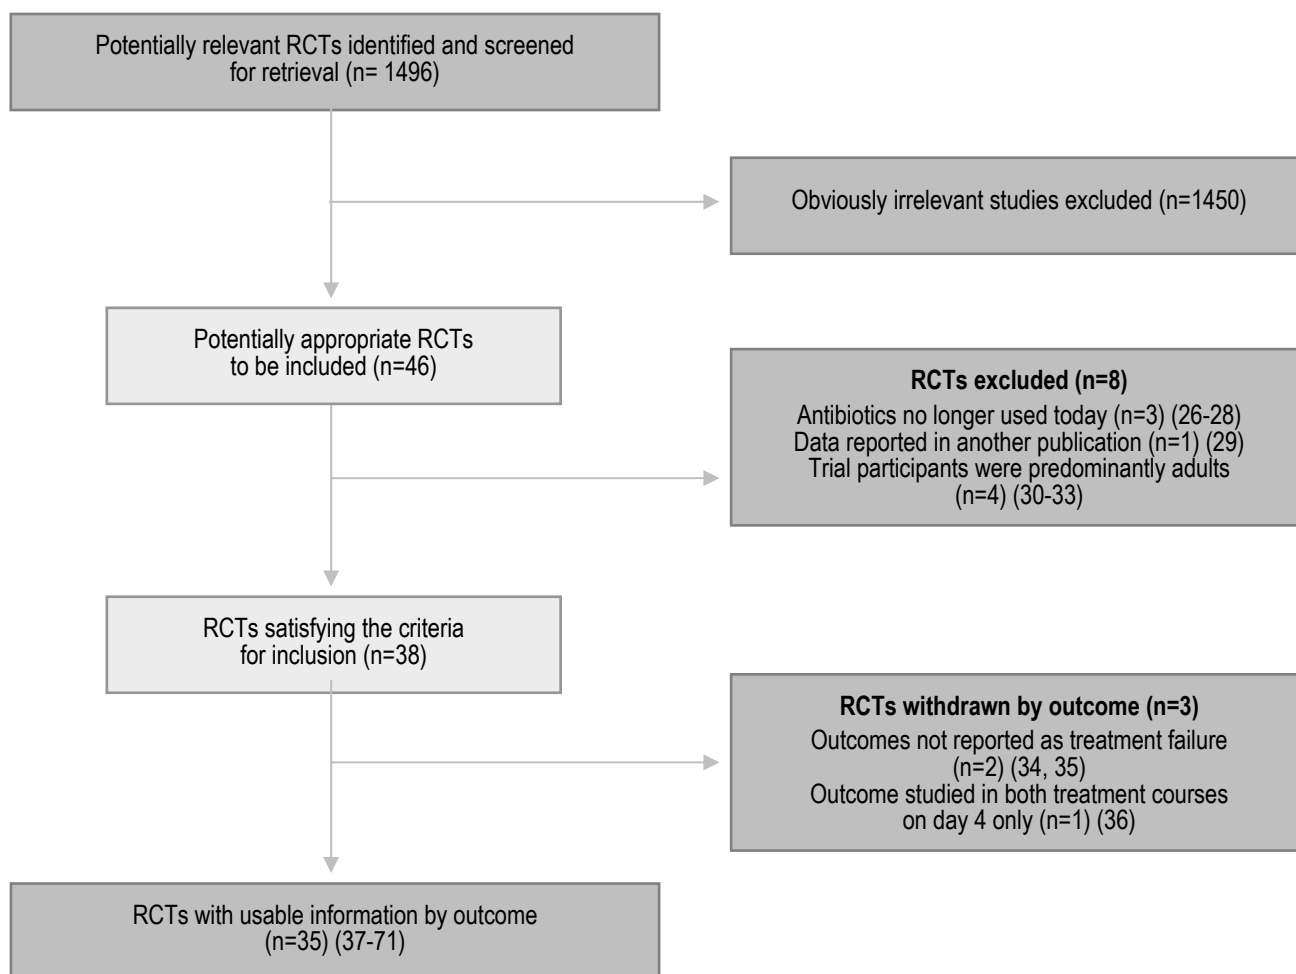 Potentially relevant RCTs identified and screened
for retrieval (n= 1496)
Obviously irrelevant studies excluded (n=1450)
Potentially appropriate RCTs
to be included (n=46)
RCTs excluded (n=8)
Antibiotics no longer used today (n=3) (26-28)
Data reported in another publication (n=1) (29)
Trial participants were predominantly adults
(n=4) (30-33)
RCTs satisfying the criteria
for inclusion (n=38)
RCTs withdrawn by outcome (n=3)
Outcomes not reported as treatment failure
(n=2) (34, 35)
Outcome studied in both treatment courses
on day 4 only (n=1) (36)
RCTs with usable information by outcome
(n=35) (37-71)